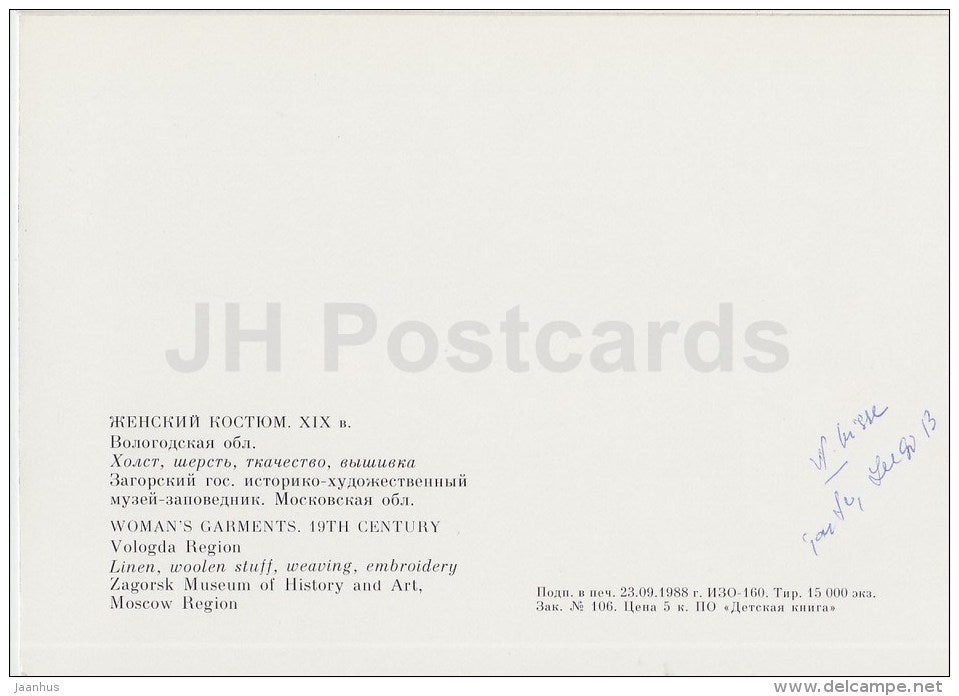 JH Postcards
ЖЕНСКИЙ КОСТЮМ. XIX в.
Вологодская обл.
Холст, шерсть, ткачество, вышивка
Загорский гос. историко-художественный
музей-заповедник. Московская обл.
WOMAN'S GARMENTS. 19TH CENTURY
Vologda Region
Linen, woolen stuff, weaving, embroidery
Zagorsk Museum of History and Art,
Moscow Region
Подп. в печ. 23.09.1988 г. ИЗО-160. Тир. 15 000 экз.
Зак. № 106. Цена 5 к. ПО «Детская книга»
jaanhus
www.delcampe.net